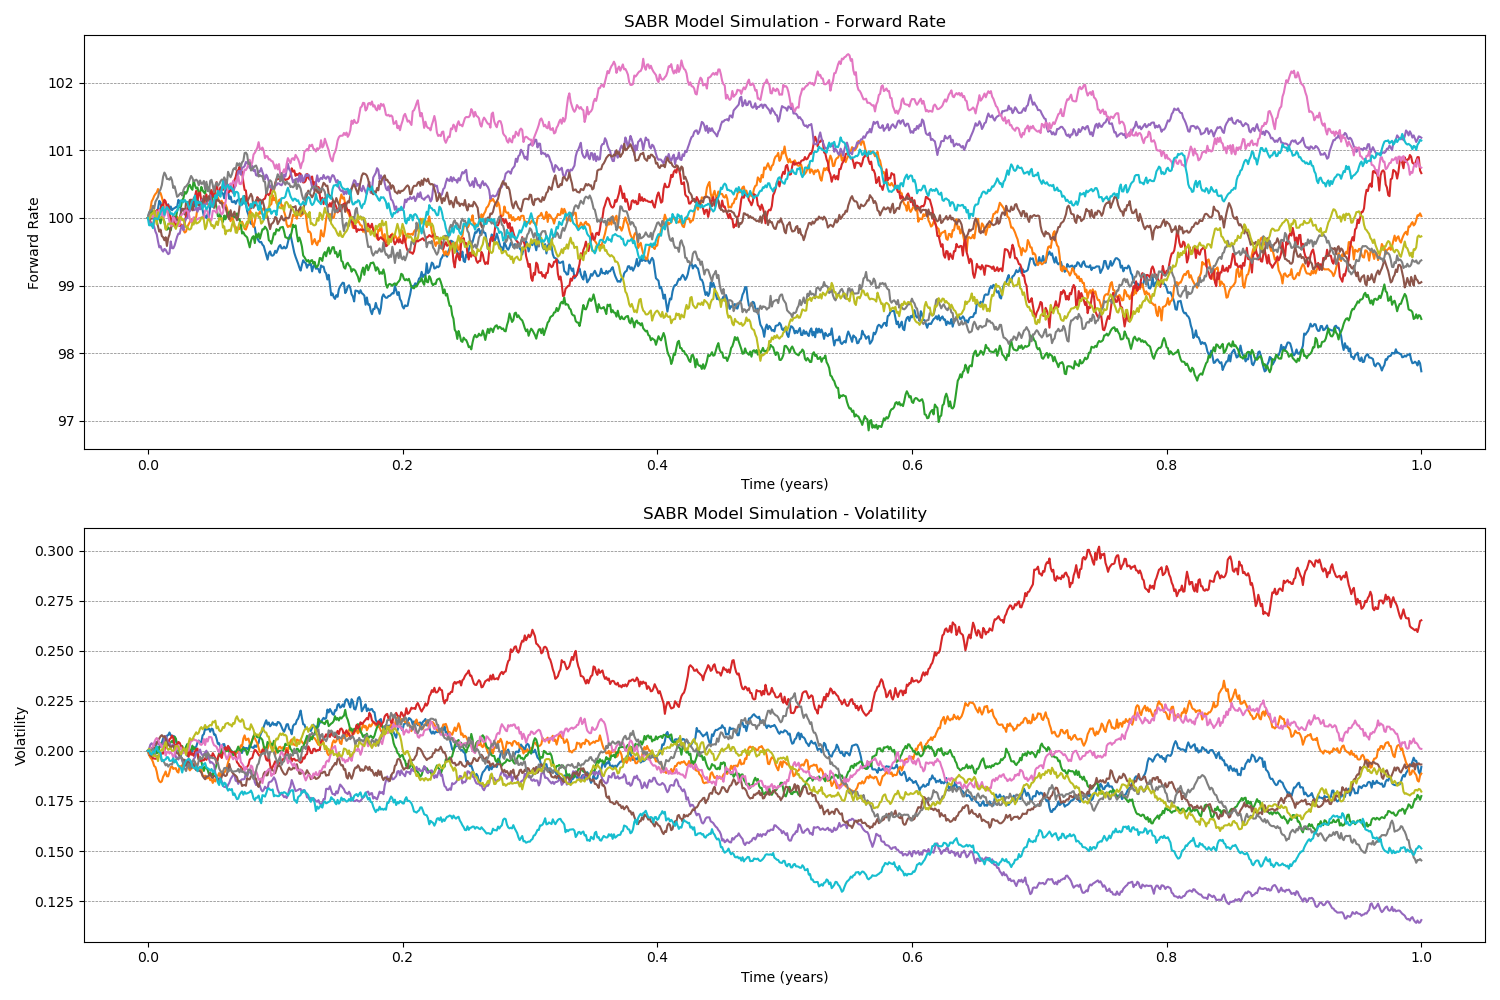 SABR Model Simulation - Forward Rate
102
101
100
99
98
97
Forward Rate
0.0 0.2 0.4 0.6 0.8 1.0
Time (years)
SABR Model Simulation - Volatility
0.300
0.275
0.250
0.225
0.200
0.175
0.150
0.125
Volatility
0.0 0.2 0.4 0.6 0.8 1.0
Time (years)